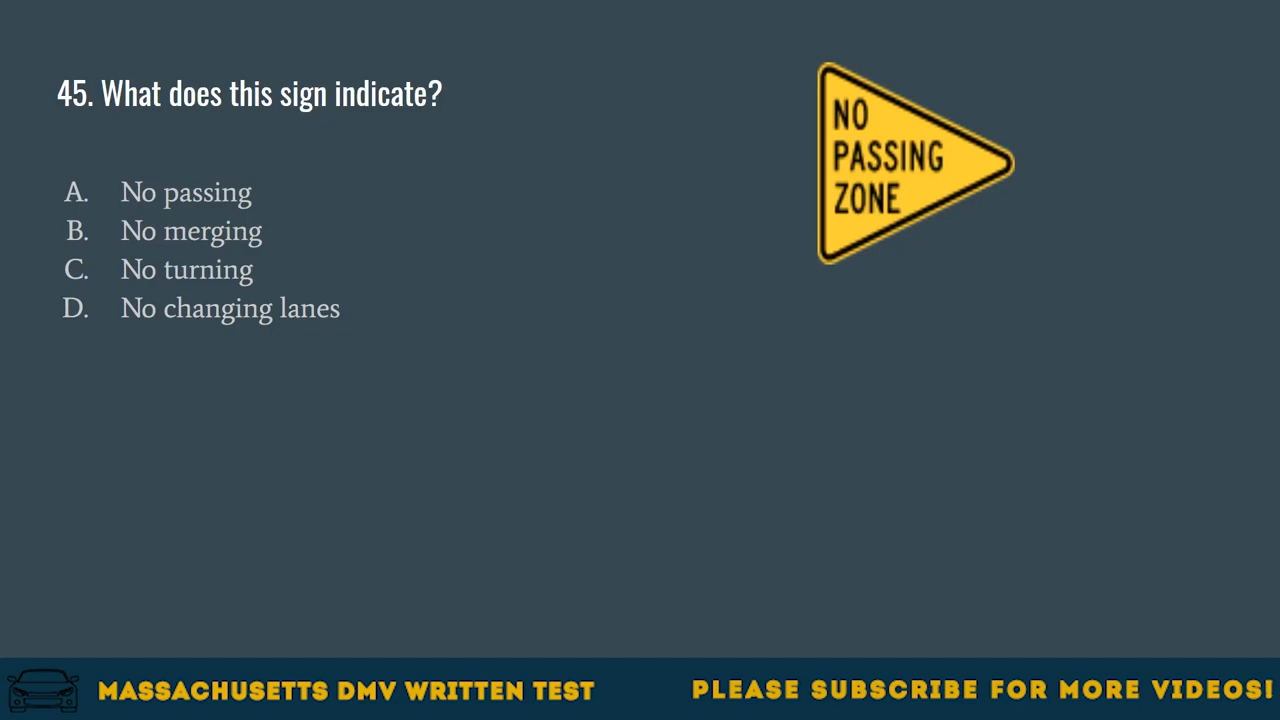 45. What does this sign indicate?
NO
PASSING
ZONE
A. No passing
B. No merging
C. No turning
D. No changing lanes
MASSACHUSETTS DMV WRITTEN TEST
PLEASE SUBSCRIBE FOR MORE VIDEOS!